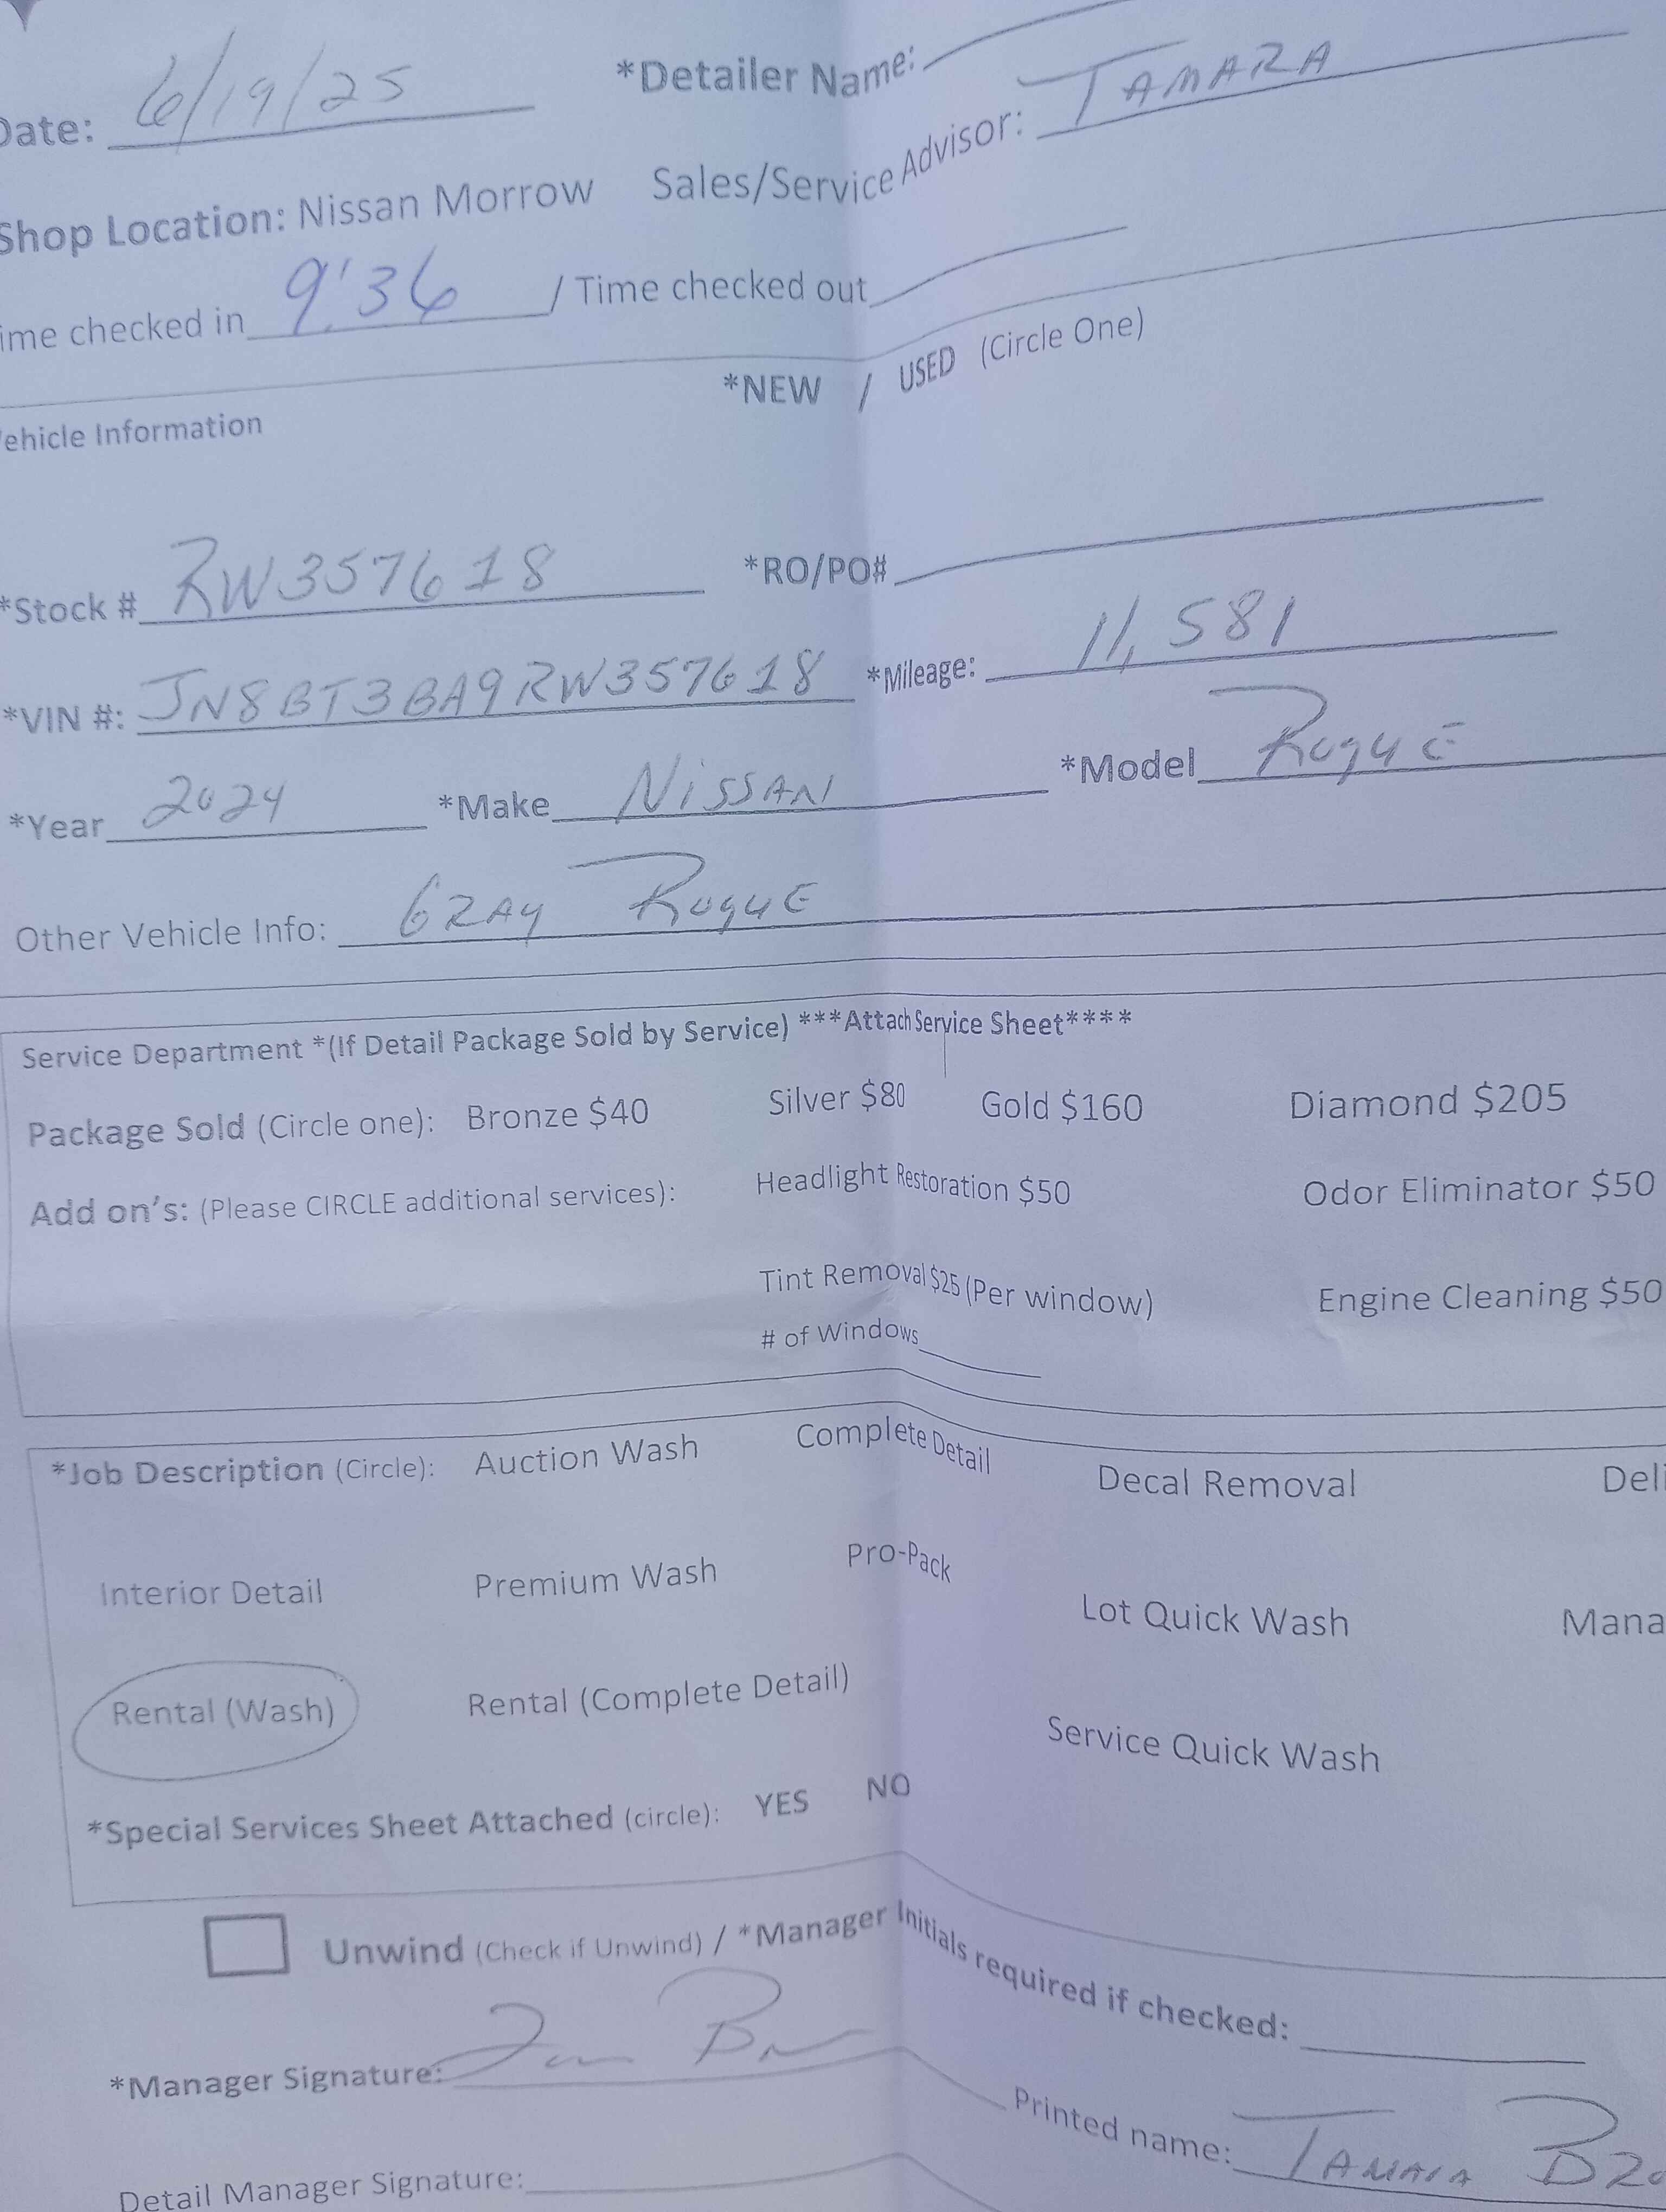 Date: 6/19/25 *Detailer Name:
Shop Location: Nissan Morrow Sales/Service Advisor: TAMARA
ime checked in 9:36 / Time checked out
*NEW / USED (Circle One)
ehicle Information
*Stock # RW357618 *RO/PO#
*VIN #: JN8BT3BA9RW357618 *Mileage: 11,581
*Year 2024 *Make NiSSAN *Model RoguE
Other Vehicle Info: GRAy RoguE
Service Department *(If Detail Package Sold by Service) ***Attach Service Sheet****
Package Sold (Circle one): Bronze $40 Silver $80 Gold $160 Diamond $205
Add on's: (Please CIRCLE additional services): Headlight Restoration $50 Odor Eliminator $50
Tint Removal $25 (Per window) Engine Cleaning $50
# of Windows
*Job Description (Circle): Auction Wash Complete Detail Decal Removal Deli
Interior Detail Premium Wash Pro-Pack Lot Quick Wash Mana
Rental (Wash) Rental (Complete Detail) Service Quick Wash
*Special Services Sheet Attached (circle): YES NO
Unwind (Check if Unwind) / *Manager Initials required if checked:
*Manager Signature:
Printed name: TAMARA
Detail Manager Signature: